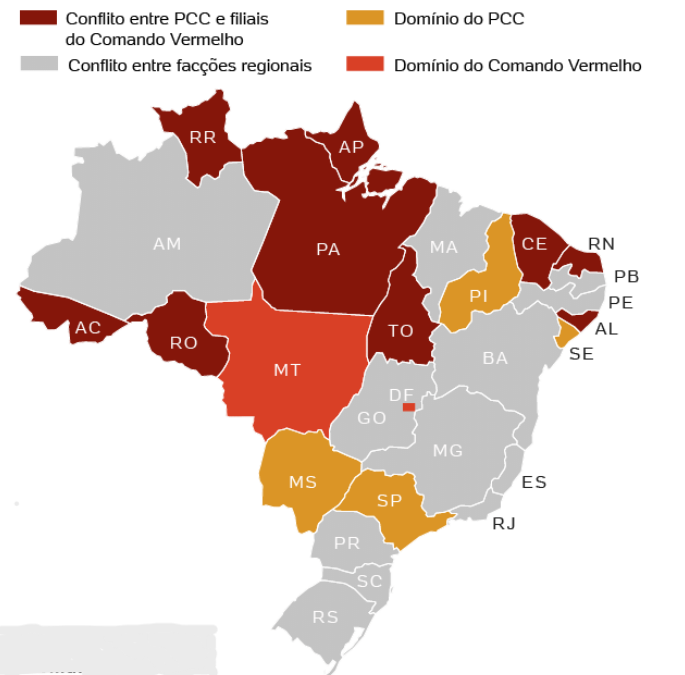 Conflito entre PCC e filiais
do Comando Vermelho
Domínio do PCC
Conflito entre facções regionais
Domínio do Comando Vermelho
RR
AP
AM
PA
MA
CE
RN
PB
PI
PE
AC
RO
TO
AL
SE
MT
BA
DF
GO
MG
MS
SP
ES
RJ
PR
SC
RS